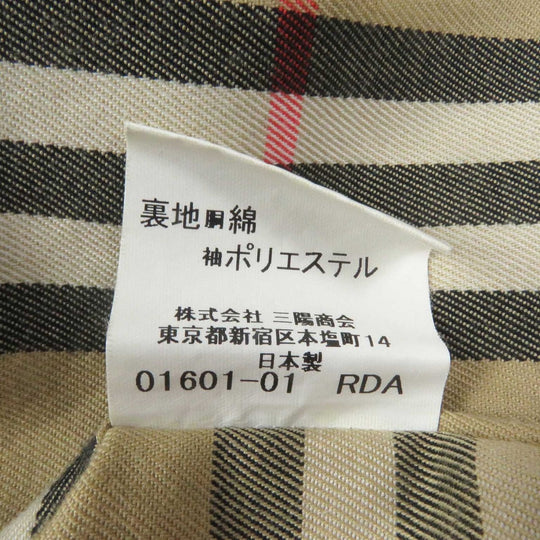 裏地胴綿
袖ポリエステル
株式会社 三陽商会
東京都新宿区本塩町14
日本製
01601-01 RDA